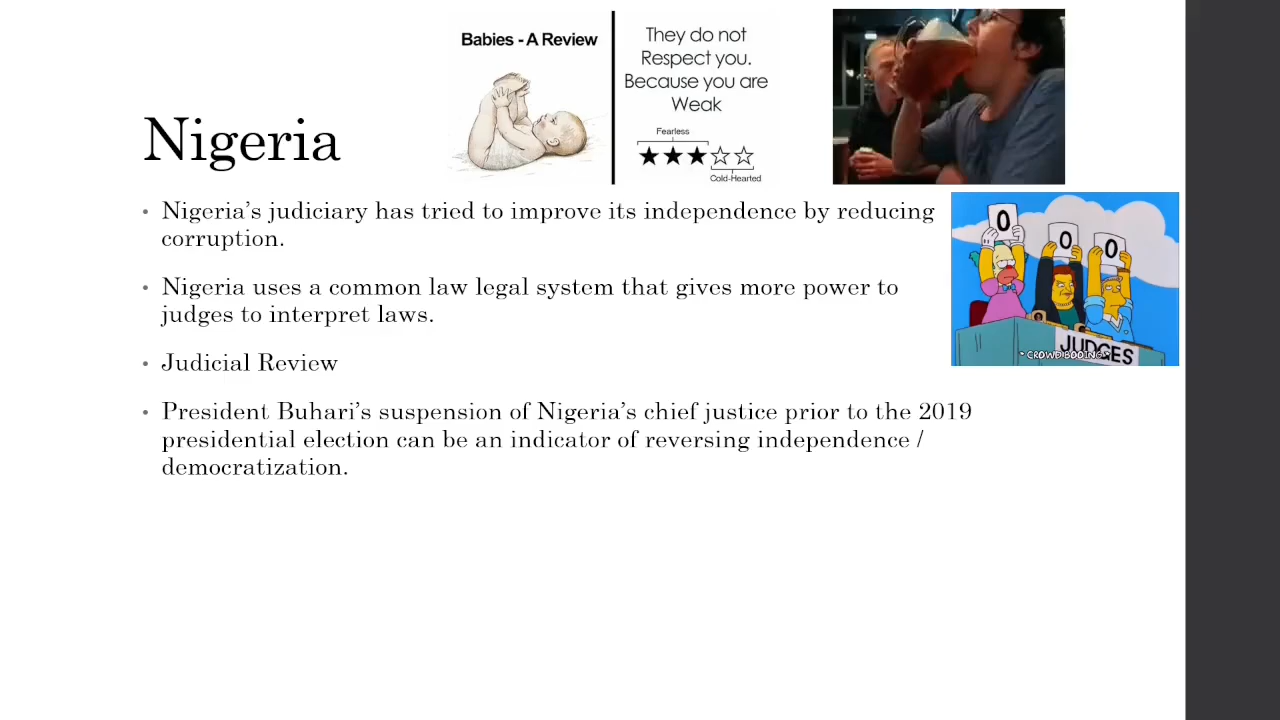 Babies - A Review
They do not
Respect you.
Because you are
Weak
Fearless
Cold-Hearted
Nigeria
• Nigeria's judiciary has tried to improve its independence by reducing
corruption.
• Nigeria uses a common law legal system that gives more power to
judges to interpret laws.
• Judicial Review
• President Buhari's suspension of Nigeria's chief justice prior to the 2019
presidential election can be an indicator of reversing independence /
democratization.
0
0
0
JUDGES
* CROWD BOOING *